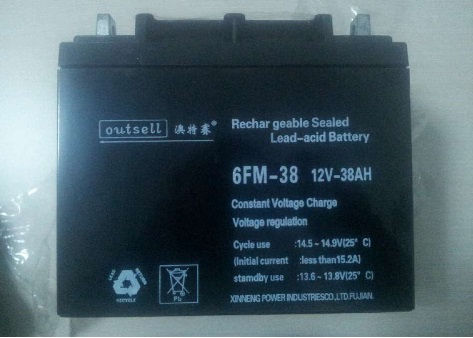 outsell 澳特赛®
Rechar geable Sealed
Lead-acid Battery
6FM-38 12V-38AH
Constant Voltage Charge
Voltage regulation
Cycle use :14.5~14.9V(25° C)
(Initial current :less than15.2A)
stamdby use :13.6~13.8V(25° C)
Pb
XINNENG POWER INDUSTRIESCO.,LTD.FUJIAN.